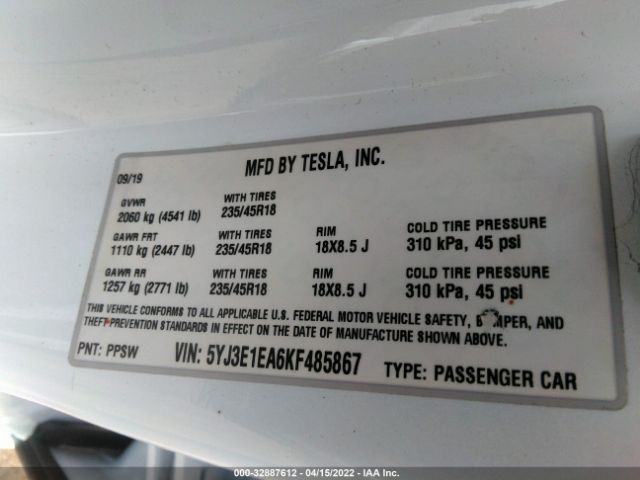 MFD BY TESLA, INC.
09/19
GVWR WITH TIRES
2060 kg (4541 lb) 235/45R18
GAWR FRT WITH TIRES RIM COLD TIRE PRESSURE
1110 kg (2447 lb) 235/45R18 18X8.5 J 310 kPa, 45 psi
GAWR RR WITH TIRES RIM COLD TIRE PRESSURE
1257 kg (2771 lb) 235/45R18 18X8.5 J 310 kPa, 45 psi
THIS VEHICLE CONFORMS TO ALL APPLICABLE U.S. FEDERAL MOTOR VEHICLE SAFETY, B MPER, AND
THEFT PREVENTION STANDARDS IN EFFECT ON THE DATE OF MANUFACTURE SHOWN ABOVE.
PNT: PPSW VIN: 5YJ3E1EA6KF485867 TYPE: PASSENGER CAR
000-32887612 - 04/15/2022 - IAA Inc.